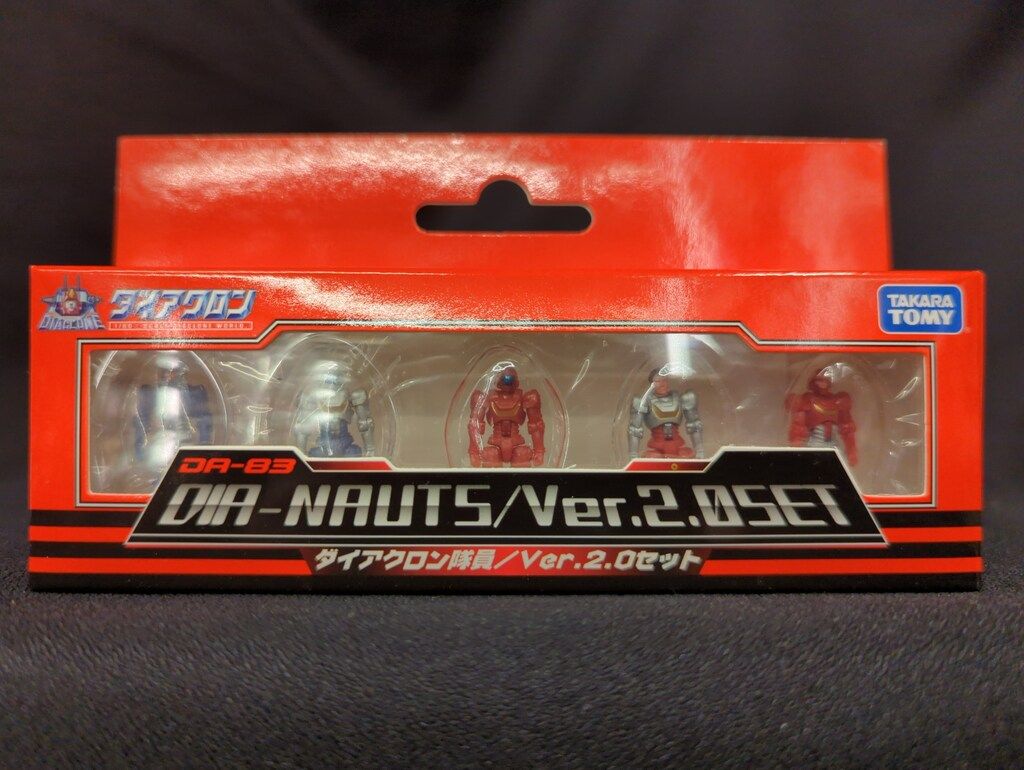 DIACLONE
ダイアクロン
TAKARA
TOMY
DA-83
DIA-NAUTS/Ver.2.0SET
ダイアクロン隊員/Ver.2.0セット